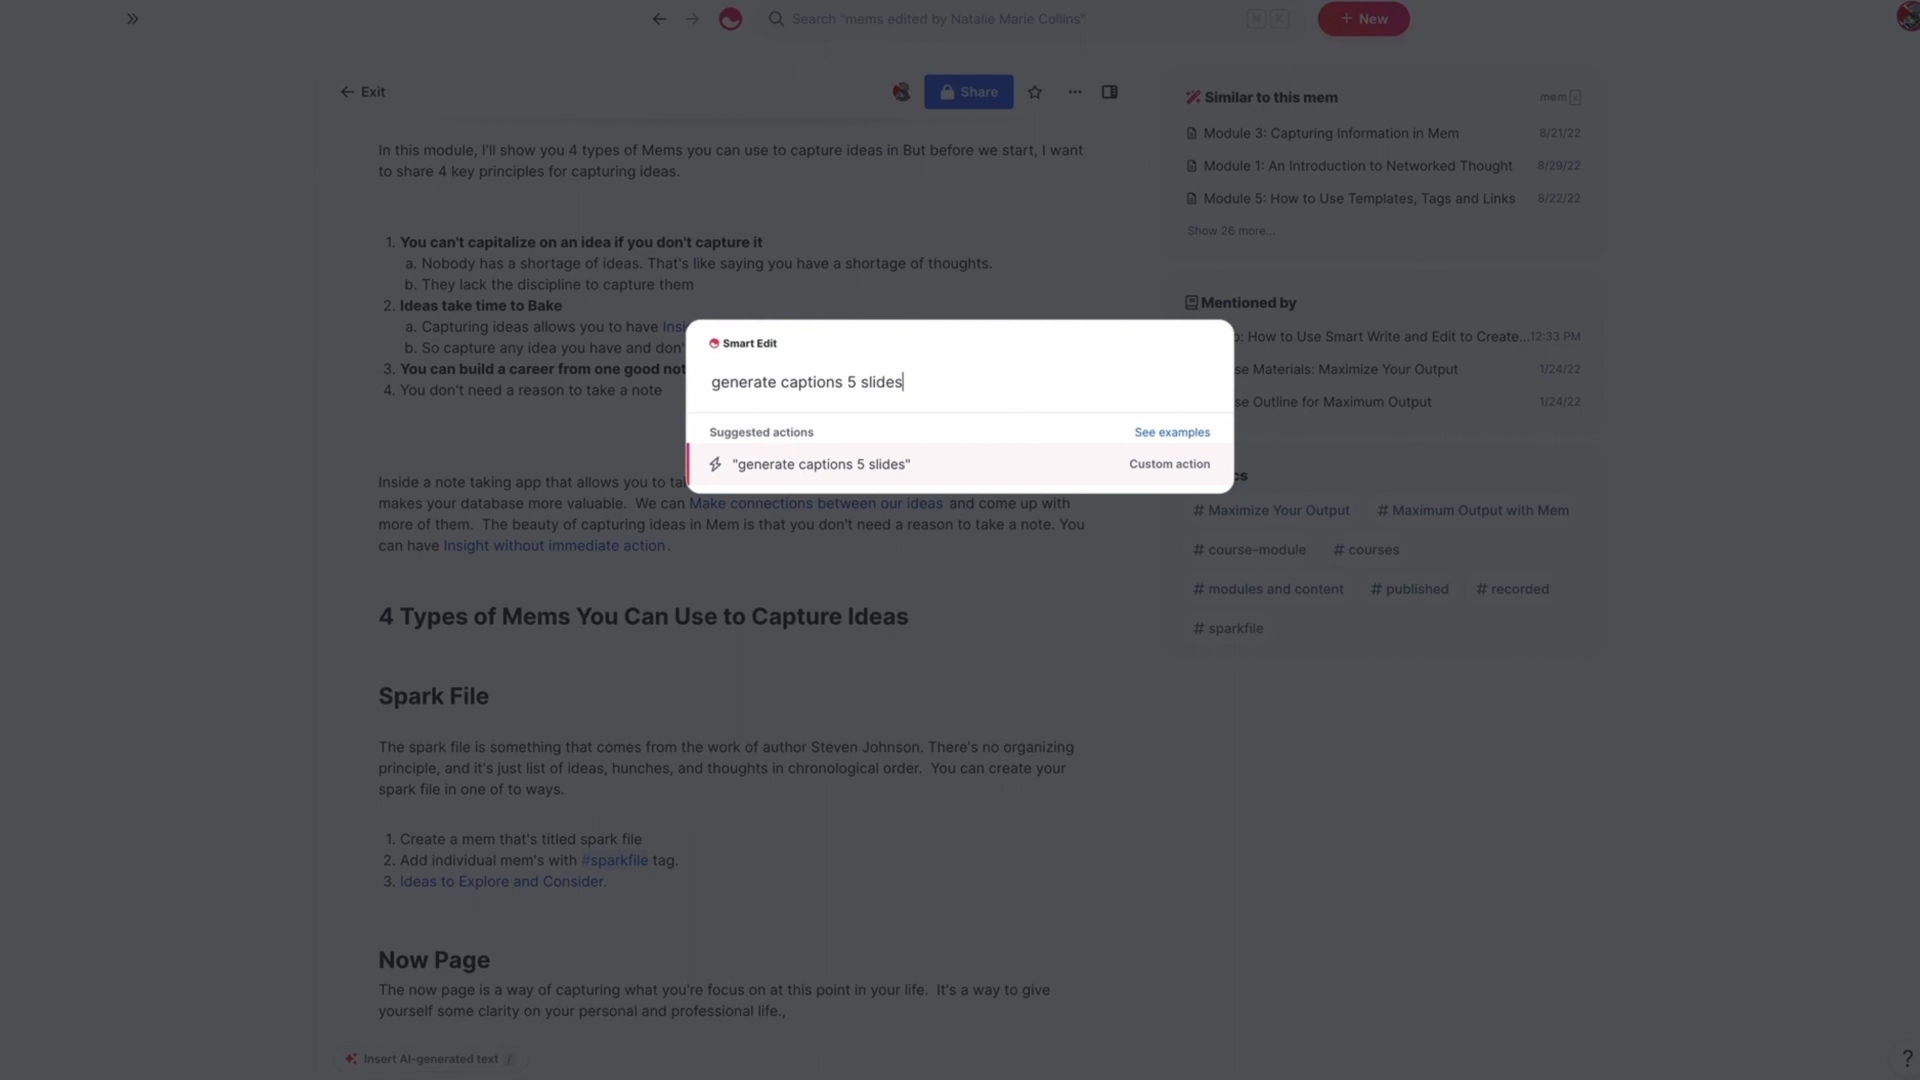 Search "mems edited by Natalie Marie Collins"
⌘ K
+ New
← Exit
Share
In this module, I'll show you 4 types of Mems you can use to capture ideas in But before we start, I want
to share 4 key principles for capturing ideas.
1. You can't capitalize on an idea if you don't capture it
a. Nobody has a shortage of ideas. That's like saying you have a shortage of thoughts.
b. They lack the discipline to capture them
2. Ideas take time to Bake
a. Capturing ideas allows you to have Insi
b. So capture any idea you have and don'
3. You can build a career from one good not
4. You don't need a reason to take a note
Smart Edit
generate captions 5 slides
Suggested actions
See examples
"generate captions 5 slides"
Custom action
Inside a note taking app that allows you to ta
makes your database more valuable. We can Make connections between our ideas and come up with
more of them. The beauty of capturing ideas in Mem is that you don't need a reason to take a note. You
can have Insight without immediate action.
4 Types of Mems You Can Use to Capture Ideas
Spark File
The spark file is something that comes from the work of author Steven Johnson. There's no organizing
principle, and it's just list of ideas, hunches, and thoughts in chronological order. You can create your
spark file in one of to ways.
1. Create a mem that's titled spark file
2. Add individual mem's with #sparkfile tag.
3. Ideas to Explore and Consider.
Now Page
The now page is a way of capturing what you're focus on at this point in your life. It's a way to give
yourself some clarity on your personal and professional life.,
Insert AI-generated text /
Similar to this mem
mem
Module 3: Capturing Information in Mem 8/21/22
Module 1: An Introduction to Networked Thought 8/29/22
Module 5: How to Use Templates, Tags and Links 8/22/22
Show 26 more...
Mentioned by
o: How to Use Smart Write and Edit to Create... 12:33 PM
se Materials: Maximize Your Output 1/24/22
se Outline for Maximum Output 1/24/22
cs
# Maximize Your Output # Maximum Output with Mem
# course-module # courses
# modules and content # published # recorded
# sparkfile
?